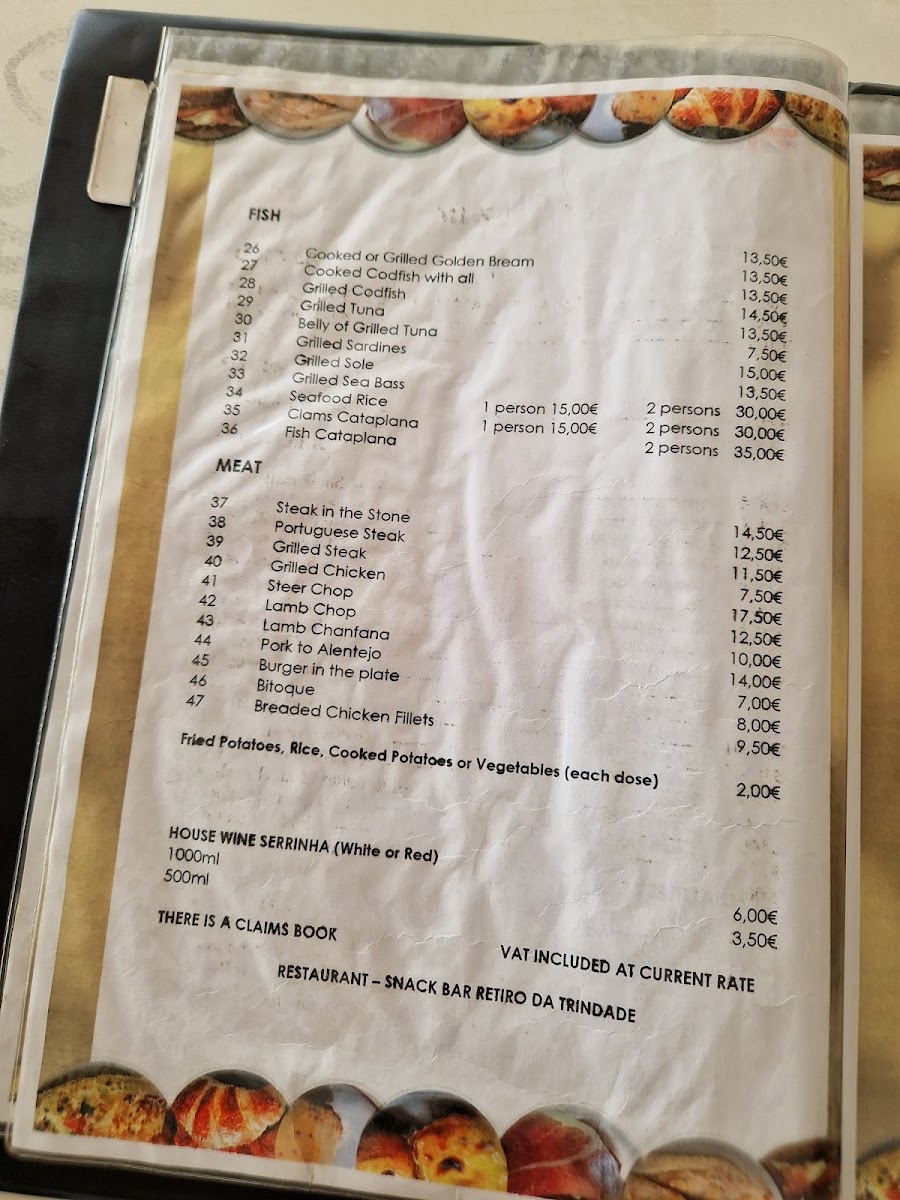 FISH
26 Cooked or Grilled Golden Bream 13,50€
27 Cooked Codfish with all 13,50€
28 Grilled Codfish 13,50€
29 Grilled Tuna 14,50€
30 Belly of Grilled Tuna 13,50€
31 Grilled Sardines 7,50€
32 Grilled Sole 15,00€
33 Grilled Sea Bass 13,50€
34 Seafood Rice 1 person 15,00€ 2 persons 30,00€
35 Clams Cataplana 1 person 15,00€ 2 persons 30,00€
36 Fish Cataplana 2 persons 35,00€
MEAT
37 Steak in the Stone 14,50€
38 Portuguese Steak 12,50€
39 Grilled Steak 11,50€
40 Grilled Chicken 7,50€
41 Steer Chop 17,50€
42 Lamb Chop 12,50€
43 Lamb Chanfana 10,00€
44 Pork to Alentejo 14,00€
45 Burger in the plate 7,00€
46 Bitoque 8,00€
47 Breaded Chicken Fillets 9,50€
Fried Potatoes, Rice, Cooked Potatoes or Vegetables (each dose) 2,00€
HOUSE WINE SERRINHA (White or Red)
1000ml 6,00€
500ml 3,50€
THERE IS A CLAIMS BOOK VAT INCLUDED AT CURRENT RATE
RESTAURANT – SNACK BAR RETIRO DA TRINDADE